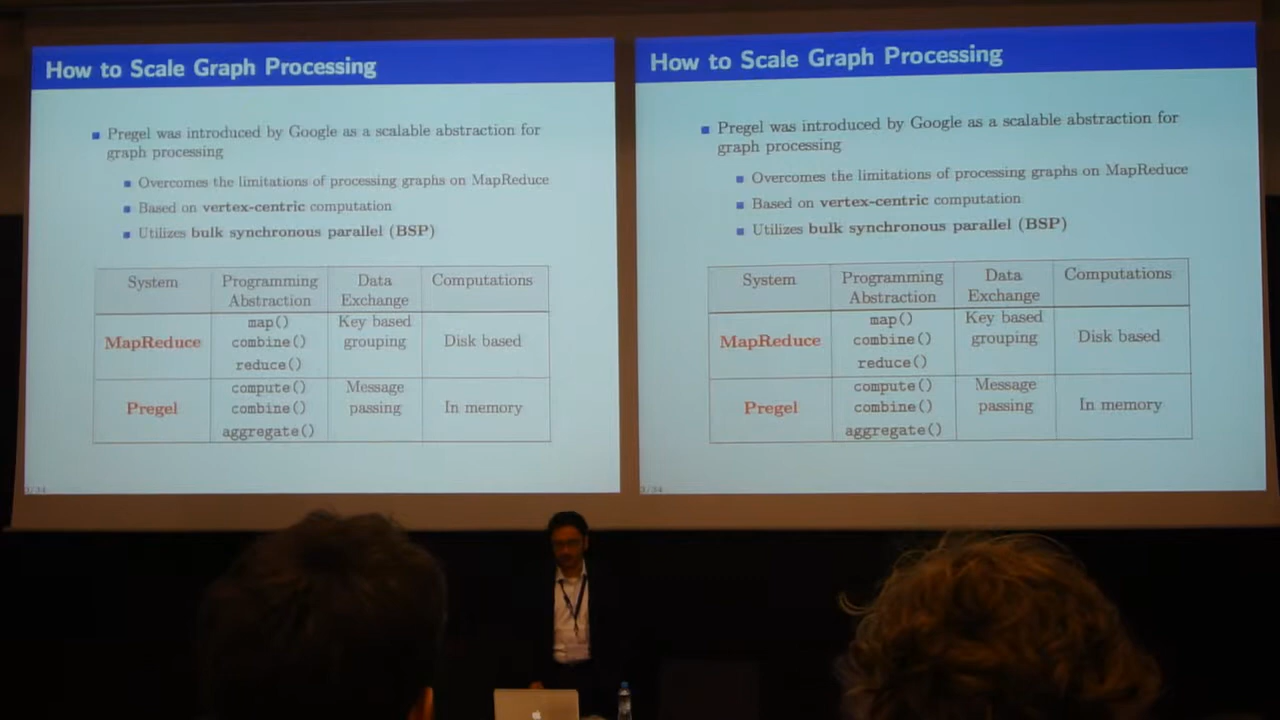 How to Scale Graph Processing
Pregel was introduced by Google as a scalable abstraction for
graph processing
Overcomes the limitations of processing graphs on MapReduce
Based on vertex-centric computation
Utilizes bulk synchronous parallel (BSP)
System Programming Abstraction Data Exchange Computations
MapReduce map() combine() reduce() Key based grouping Disk based
Pregel compute() combine() aggregate() Message passing In memory
3/34
How to Scale Graph Processing
Pregel was introduced by Google as a scalable abstraction for
graph processing
Overcomes the limitations of processing graphs on MapReduce
Based on vertex-centric computation
Utilizes bulk synchronous parallel (BSP)
System Programming Abstraction Data Exchange Computations
MapReduce map() combine() reduce() Key based grouping Disk based
Pregel compute() combine() aggregate() Message passing In memory
3/34